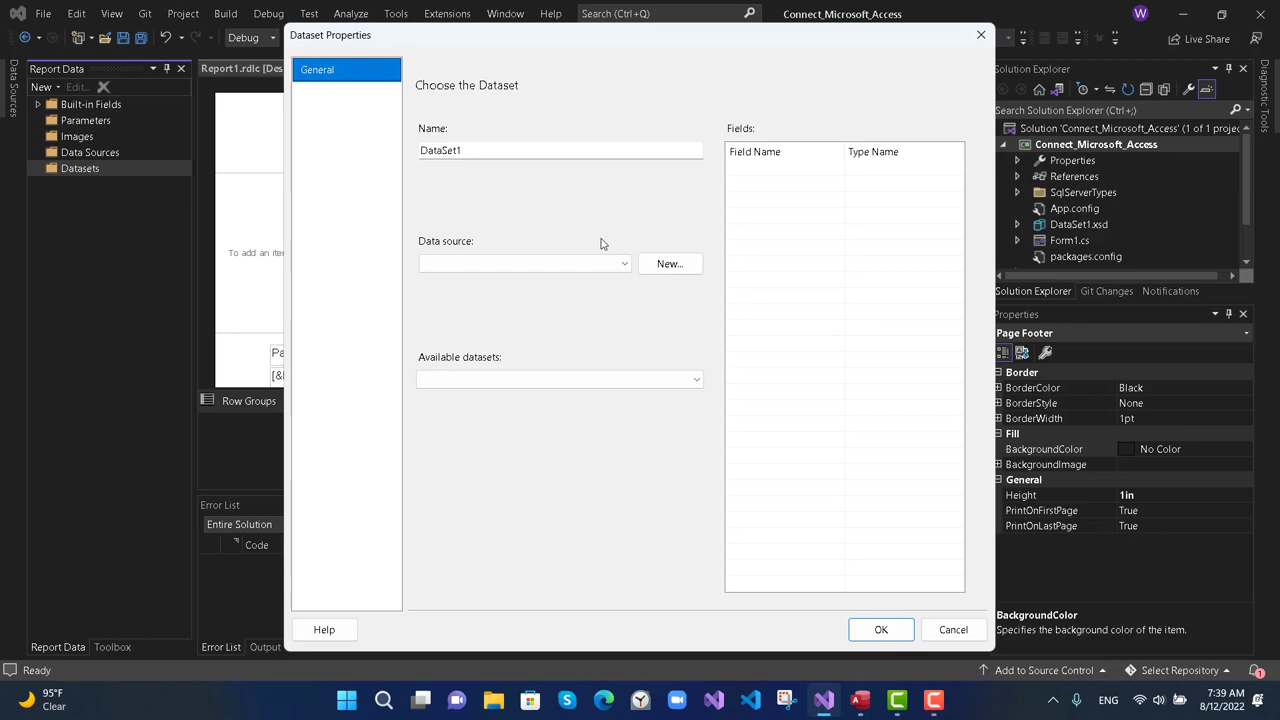 File Edit View Git Project Build Debug Test Analyze Tools Extensions Window Help Search (Ctrl+Q) Connect_Microsoft_Access W
Debug Live Share
Dataset Properties
General
Choose the Dataset
Name:
DataSet1
Data source:
New...
Available datasets:
Fields:
Field Name Type Name
Help OK Cancel
Data Sources
Report Data
New Edit...
Built-in Fields
Parameters
Images
Data Sources
Datasets
Report1.rdlc [Des
To add an iter
Pa
[&
Row Groups
Error List
Entire Solution
Code
Report Data Toolbox Error List Output
Diagnostic Tools
Solution Explorer
Search Solution Explorer (Ctrl+;)
Solution 'Connect_Microsoft_Access' (1 of 1 projec
Connect_Microsoft_Access
Properties
References
SqlServerTypes
App.config
DataSet1.xsd
Form1.cs
packages.config
Solution Explorer Git Changes Notifications
Properties
Page Footer
Border
BorderColor Black
BorderStyle None
BorderWidth 1pt
Fill
BackgroundColor No Color
BackgroundImage
General
Height 1in
PrintOnFirstPage True
PrintOnLastPage True
BackgroundColor
Specifies the background color of the item.
Ready Add to Source Control Select Repository 1
95°F
Clear
ENG
7:39 AM
8/12/2022